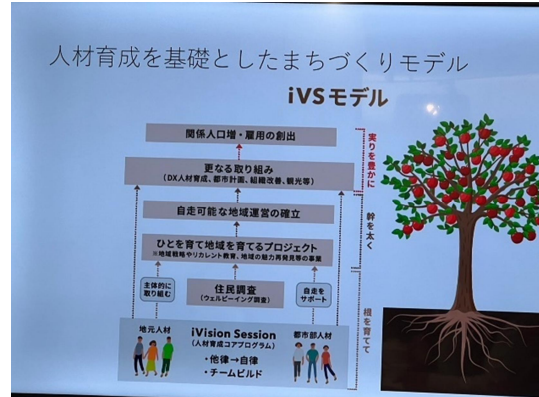 人材育成を基礎としたまちづくりモデル
iVSモデル
関係人口増・雇用の創出
更なる取り組み
(DX人材育成、都市計画、組織改善、観光等)
自走可能な地域運営の確立
ひとを育て地域を育てるプロジェクト
※地域戦略やリカレント教育、地域の魅力再発見等の事業
主体的に
取り組む
住民調査
(ウェルビーイング調査)
自走を
サポート
地元人材
iVision Session
(人材育成コアプログラム)
・他律→自律
・チームビルド
都市部人材
実りを豊かに
幹を太く
根を育てて